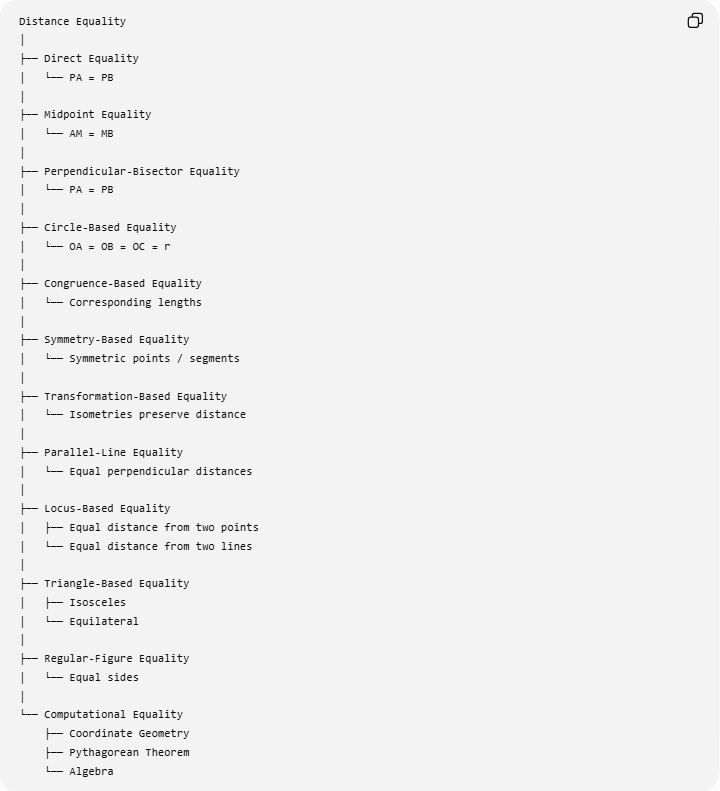 Distance Equality
│
├── Direct Equality
│   └── PA = PB
│
├── Midpoint Equality
│   └── AM = MB
│
├── Perpendicular-Bisector Equality
│   └── PA = PB
│
├── Circle-Based Equality
│   └── OA = OB = OC = r
│
├── Congruence-Based Equality
│   └── Corresponding lengths
│
├── Symmetry-Based Equality
│   └── Symmetric points / segments
│
├── Transformation-Based Equality
│   └── Isometries preserve distance
│
├── Parallel-Line Equality
│   └── Equal perpendicular distances
│
├── Locus-Based Equality
│   ├── Equal distance from two points
│   └── Equal distance from two lines
│
├── Triangle-Based Equality
│   ├── Isosceles
│   └── Equilateral
│
├── Regular-Figure Equality
│   └── Equal sides
│
└── Computational Equality
    ├── Coordinate Geometry
    ├── Pythagorean Theorem
    └── Algebra